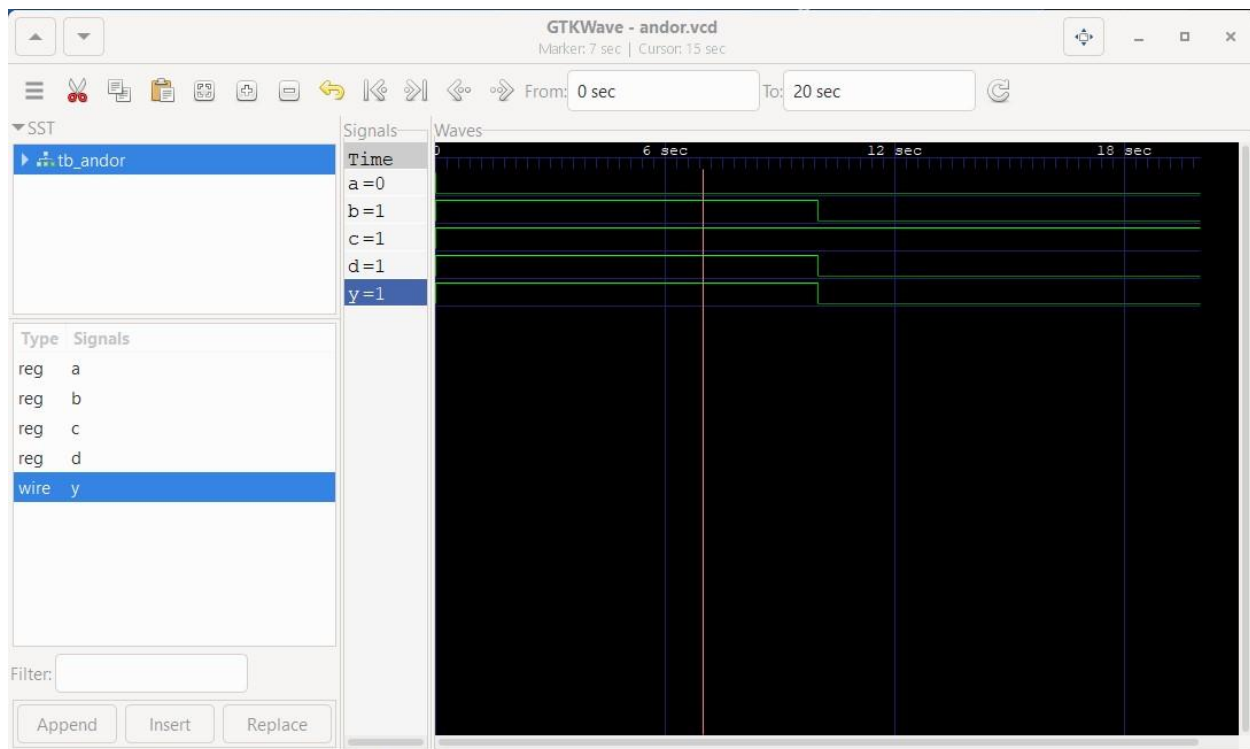 GTKWave - andor.vcd
Marker: 7 sec | Cursor: 15 sec
From: 0 sec To: 20 sec
SST
tb_andor
Type Signals
reg a
reg b
reg c
reg d
wire y
Filter:
Append Insert Replace
Signals
Time
a=0
b=1
c=1
d=1
y=1
Waves
0 6 sec 12 sec 18 sec